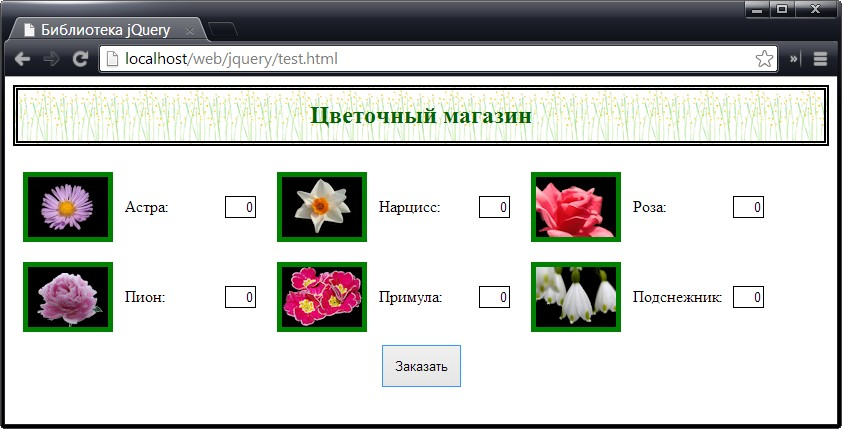 Библиотека jQuery
localhost/web/jquery/test.html
Цветочный магазин
Астра: 0 Нарцисс: 0 Роза: 0
Пион: 0 Примула: 0 Подснежник: 0
Заказать